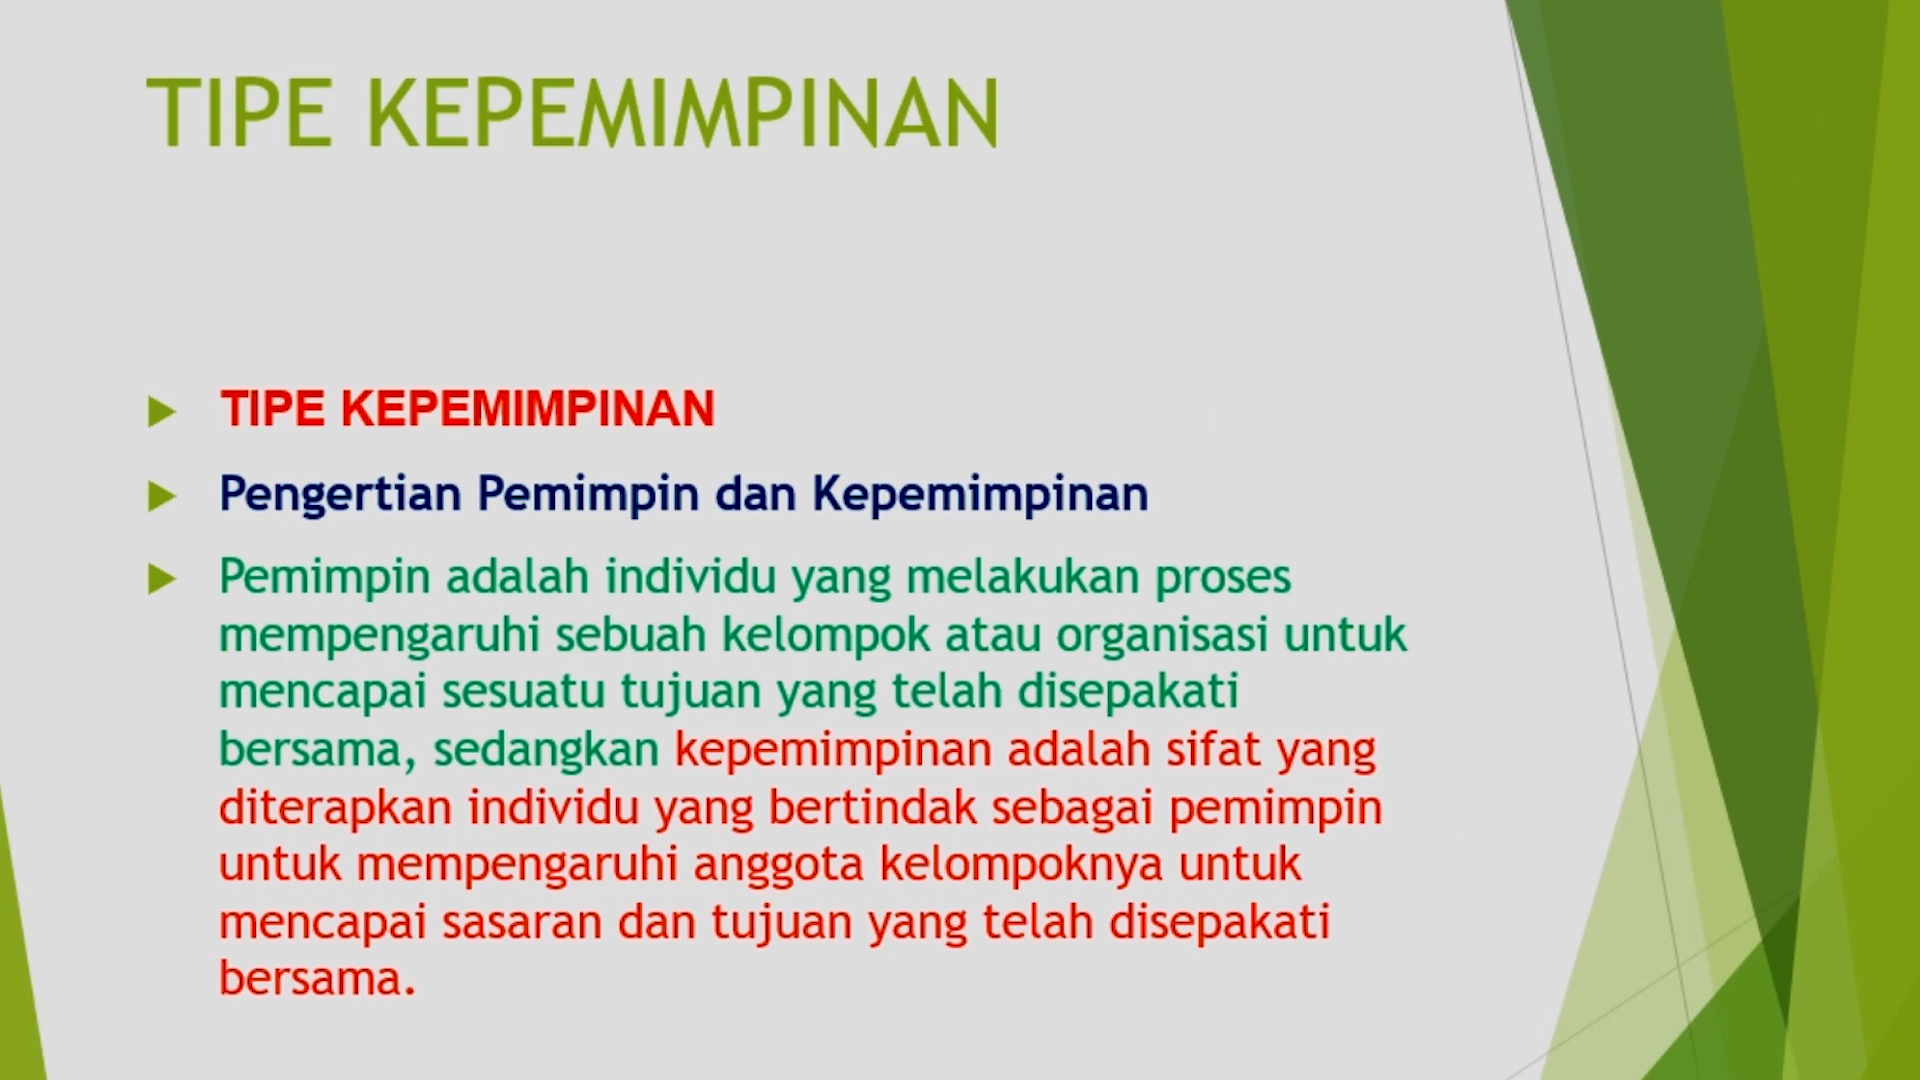 TIPE KEPEMIMPINAN
TIPE KEPEMIMPINAN
Pengertian Pemimpin dan Kepemimpinan
Pemimpin adalah individu yang melakukan proses
mempengaruhi sebuah kelompok atau organisasi untuk
mencapai sesuatu tujuan yang telah disepakati
bersama, sedangkan kepemimpinan adalah sifat yang
diterapkan individu yang bertindak sebagai pemimpin
untuk mempengaruhi anggota kelompoknya untuk
mencapai sasaran dan tujuan yang telah disepakati
bersama.